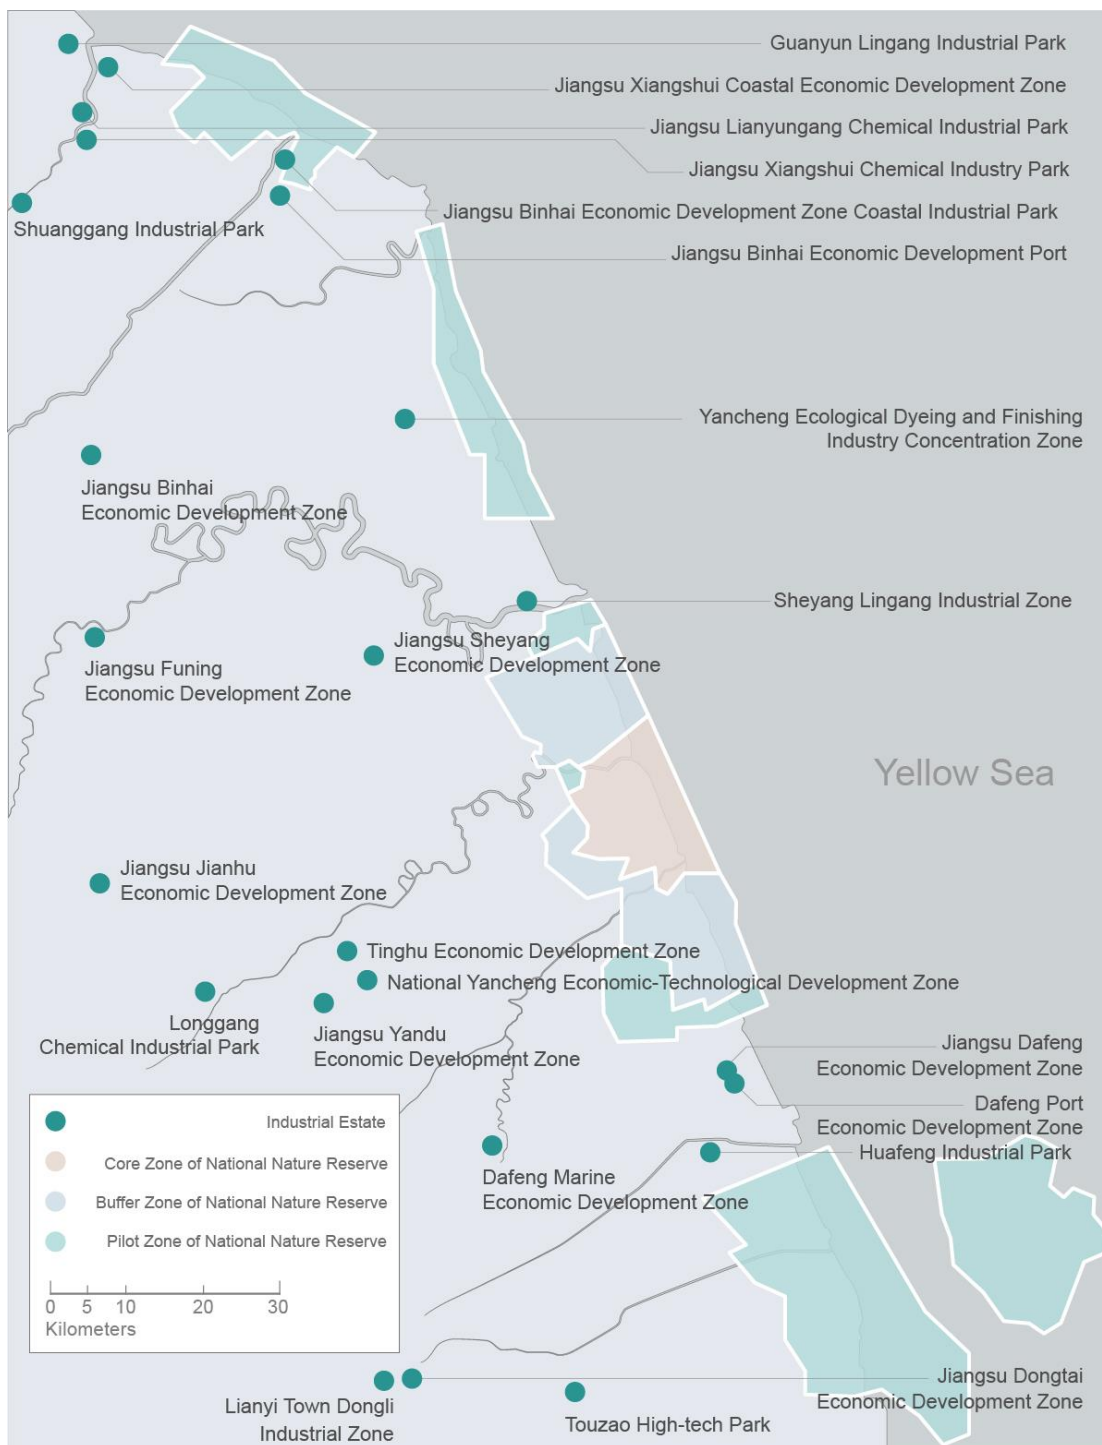 Guanyun Lingang Industrial Park
Jiangsu Xiangshui Coastal Economic Development Zone
Jiangsu Lianyungang Chemical Industrial Park
Jiangsu Xiangshui Chemical Industry Park
Jiangsu Binhai Economic Development Zone Coastal Industrial Park
Shuanggang Industrial Park
Jiangsu Binhai Economic Development Port
Yancheng Ecological Dyeing and Finishing
Industry Concentration Zone
Jiangsu Binhai
Economic Development Zone
Sheyang Lingang Industrial Zone
Jiangsu Sheyang
Economic Development Zone
Jiangsu Funing
Economic Development Zone
Yellow Sea
Jiangsu Jianhu
Economic Development Zone
Tinghu Economic Development Zone
National Yancheng Economic-Technological Development Zone
Longgang
Chemical Industrial Park
Jiangsu Yandu
Economic Development Zone
Jiangsu Dafeng
Economic Development Zone
Dafeng Port
Economic Development Zone
Huafeng Industrial Park
Dafeng Marine
Economic Development Zone
Industrial Estate
Core Zone of National Nature Reserve
Buffer Zone of National Nature Reserve
Pilot Zone of National Nature Reserve
0 5 10 20 30
Kilometers
Jiangsu Dongtai
Economic Development Zone
Lianyi Town Dongli
Industrial Zone
Touzao High-tech Park